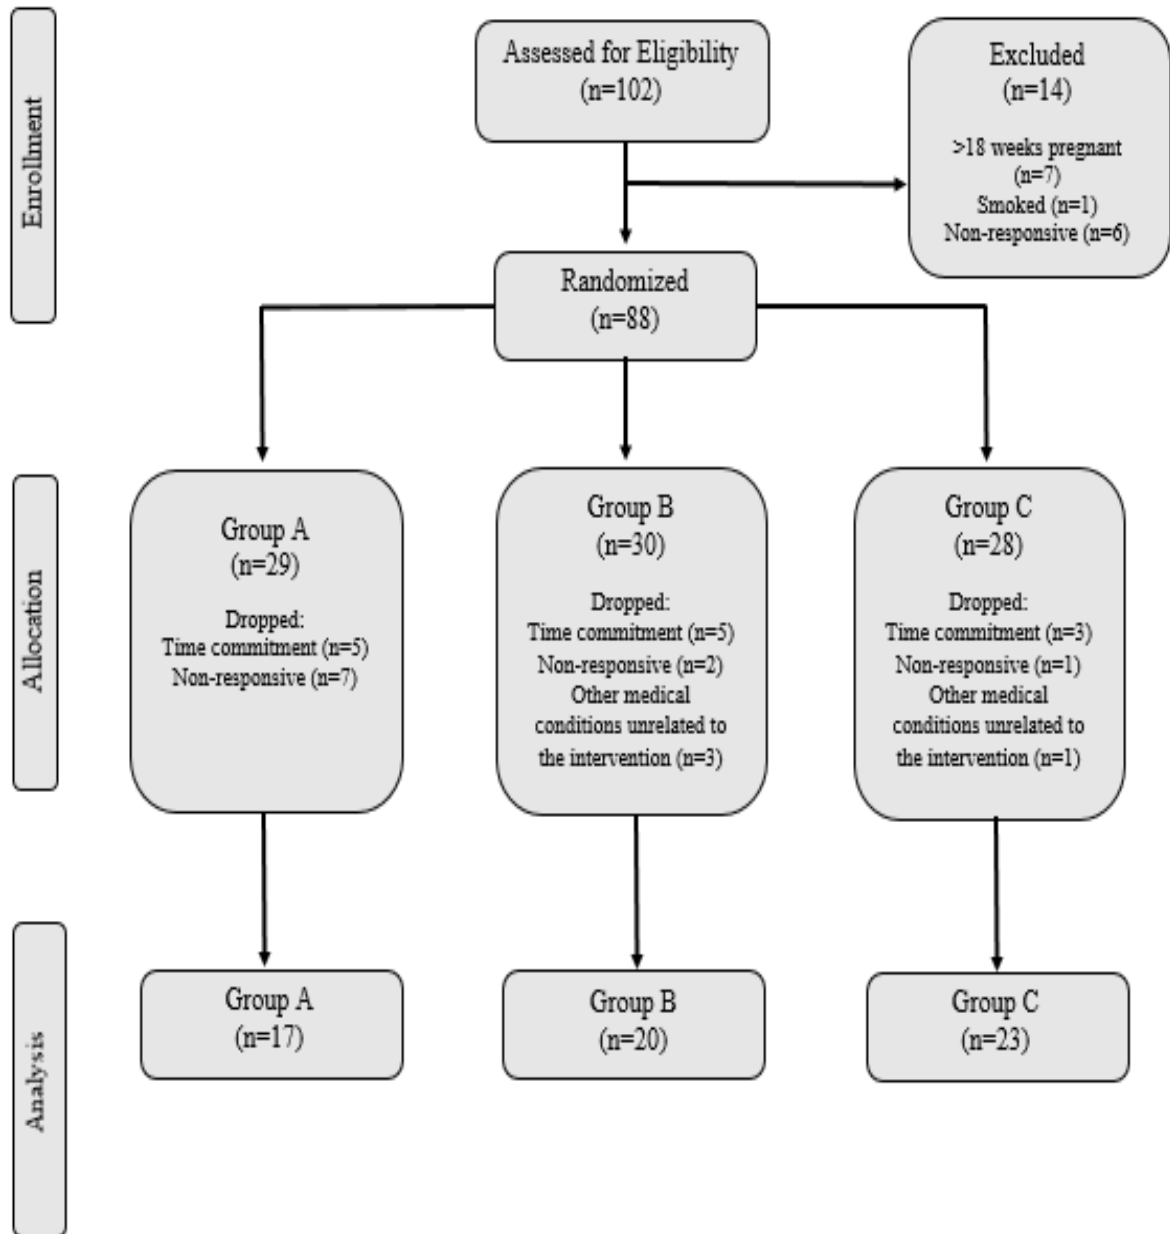 Enrollment
Assessed for Eligibility
(n=102)
Excluded
(n=14)
>18 weeks pregnant
(n=7)
Smoked (n=1)
Non-responsive (n=6)
Randomized
(n=88)
Allocation
Group A
(n=29)
Dropped:
Time commitment (n=5)
Non-responsive (n=7)
Group B
(n=30)
Dropped:
Time commitment (n=5)
Non-responsive (n=2)
Other medical
conditions unrelated to
the intervention (n=3)
Group C
(n=28)
Dropped:
Time commitment (n=3)
Non-responsive (n=1)
Other medical
conditions unrelated to
the intervention (n=1)
Analysis
Group A
(n=17)
Group B
(n=20)
Group C
(n=23)